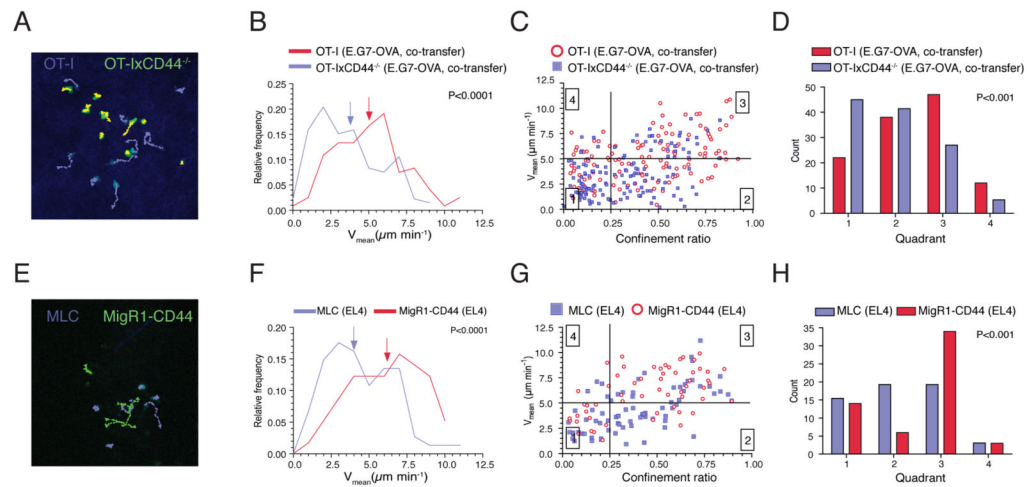 A
OT-I OT-IxCD44-/-
B
OT-I (E.G7-OVA, co-transfer)
OT-IxCD44-/- (E.G7-OVA, co-transfer)
P<0.0001
Relative frequency
0.20
0.15
0.10
0.05
0.00
0.0 2.5 5.0 7.5 10.0 12.5
Vmean(µm min-1)
C
OT-I (E.G7-OVA, co-transfer)
OT-IxCD44-/- (E.G7-OVA, co-transfer)
Vmean(µm min-1)
12.5
10.0
7.5
5.0
2.5
0.0
4 3
1 2
0.00 0.25 0.50 0.75 1.00
Confinement ratio
D
OT-I (E.G7-OVA, co-transfer)
OT-IxCD44-/- (E.G7-OVA, co-transfer)
P<0.001
Count
50
40
30
20
10
0
1 2 3 4
Quadrant
E
MLC MigR1-CD44
F
MLC (EL4) MigR1-CD44 (EL4)
P<0.0001
Relative frequency
0.20
0.15
0.10
0.05
0.00
0.0 2.5 5.0 7.5 10.0 12.5
Vmean(µm min-1)
G
MLC (EL4) MigR1-CD44 (EL4)
Vmean(µm min-1)
12.5
10.0
7.5
5.0
2.5
0.0
4 3
1 2
0.00 0.25 0.50 0.75 1.00
Confinement ratio
H
MLC (EL4) MigR1-CD44 (EL4)
P<0.001
Count
35
30
25
20
15
10
5
0
1 2 3 4
Quadrant